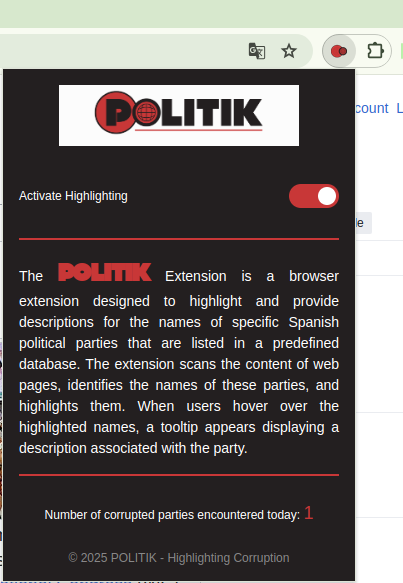 POLITIK
count L
Activate Highlighting
le
The POLITIK Extension is a browser
extension designed to highlight and provide
descriptions for the names of specific Spanish
political parties that are listed in a predefined
database. The extension scans the content of web
pages, identifies the names of these parties, and
highlights them. When users hover over the
highlighted names, a tooltip appears displaying a
description associated with the party.
Number of corrupted parties encountered today: 1
© 2025 POLITIK - Highlighting Corruption